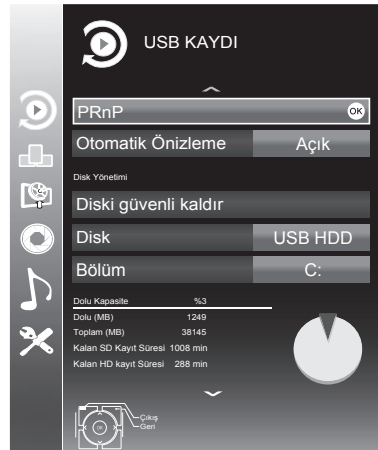 USB KAYDI
PRnP OK
Otomatik Önizleme Açık
Disk Yönetimi
Diski güvenli kaldır
Disk USB HDD
Bölüm C:
Dolu Kapasite %3
Dolu (MB) 1249
Toplam (MB) 38145
Kalan SD Kayıt Süresi 1008 min
Kalan HD kayıt Süresi 288 min
OK
Çıkış
Geri